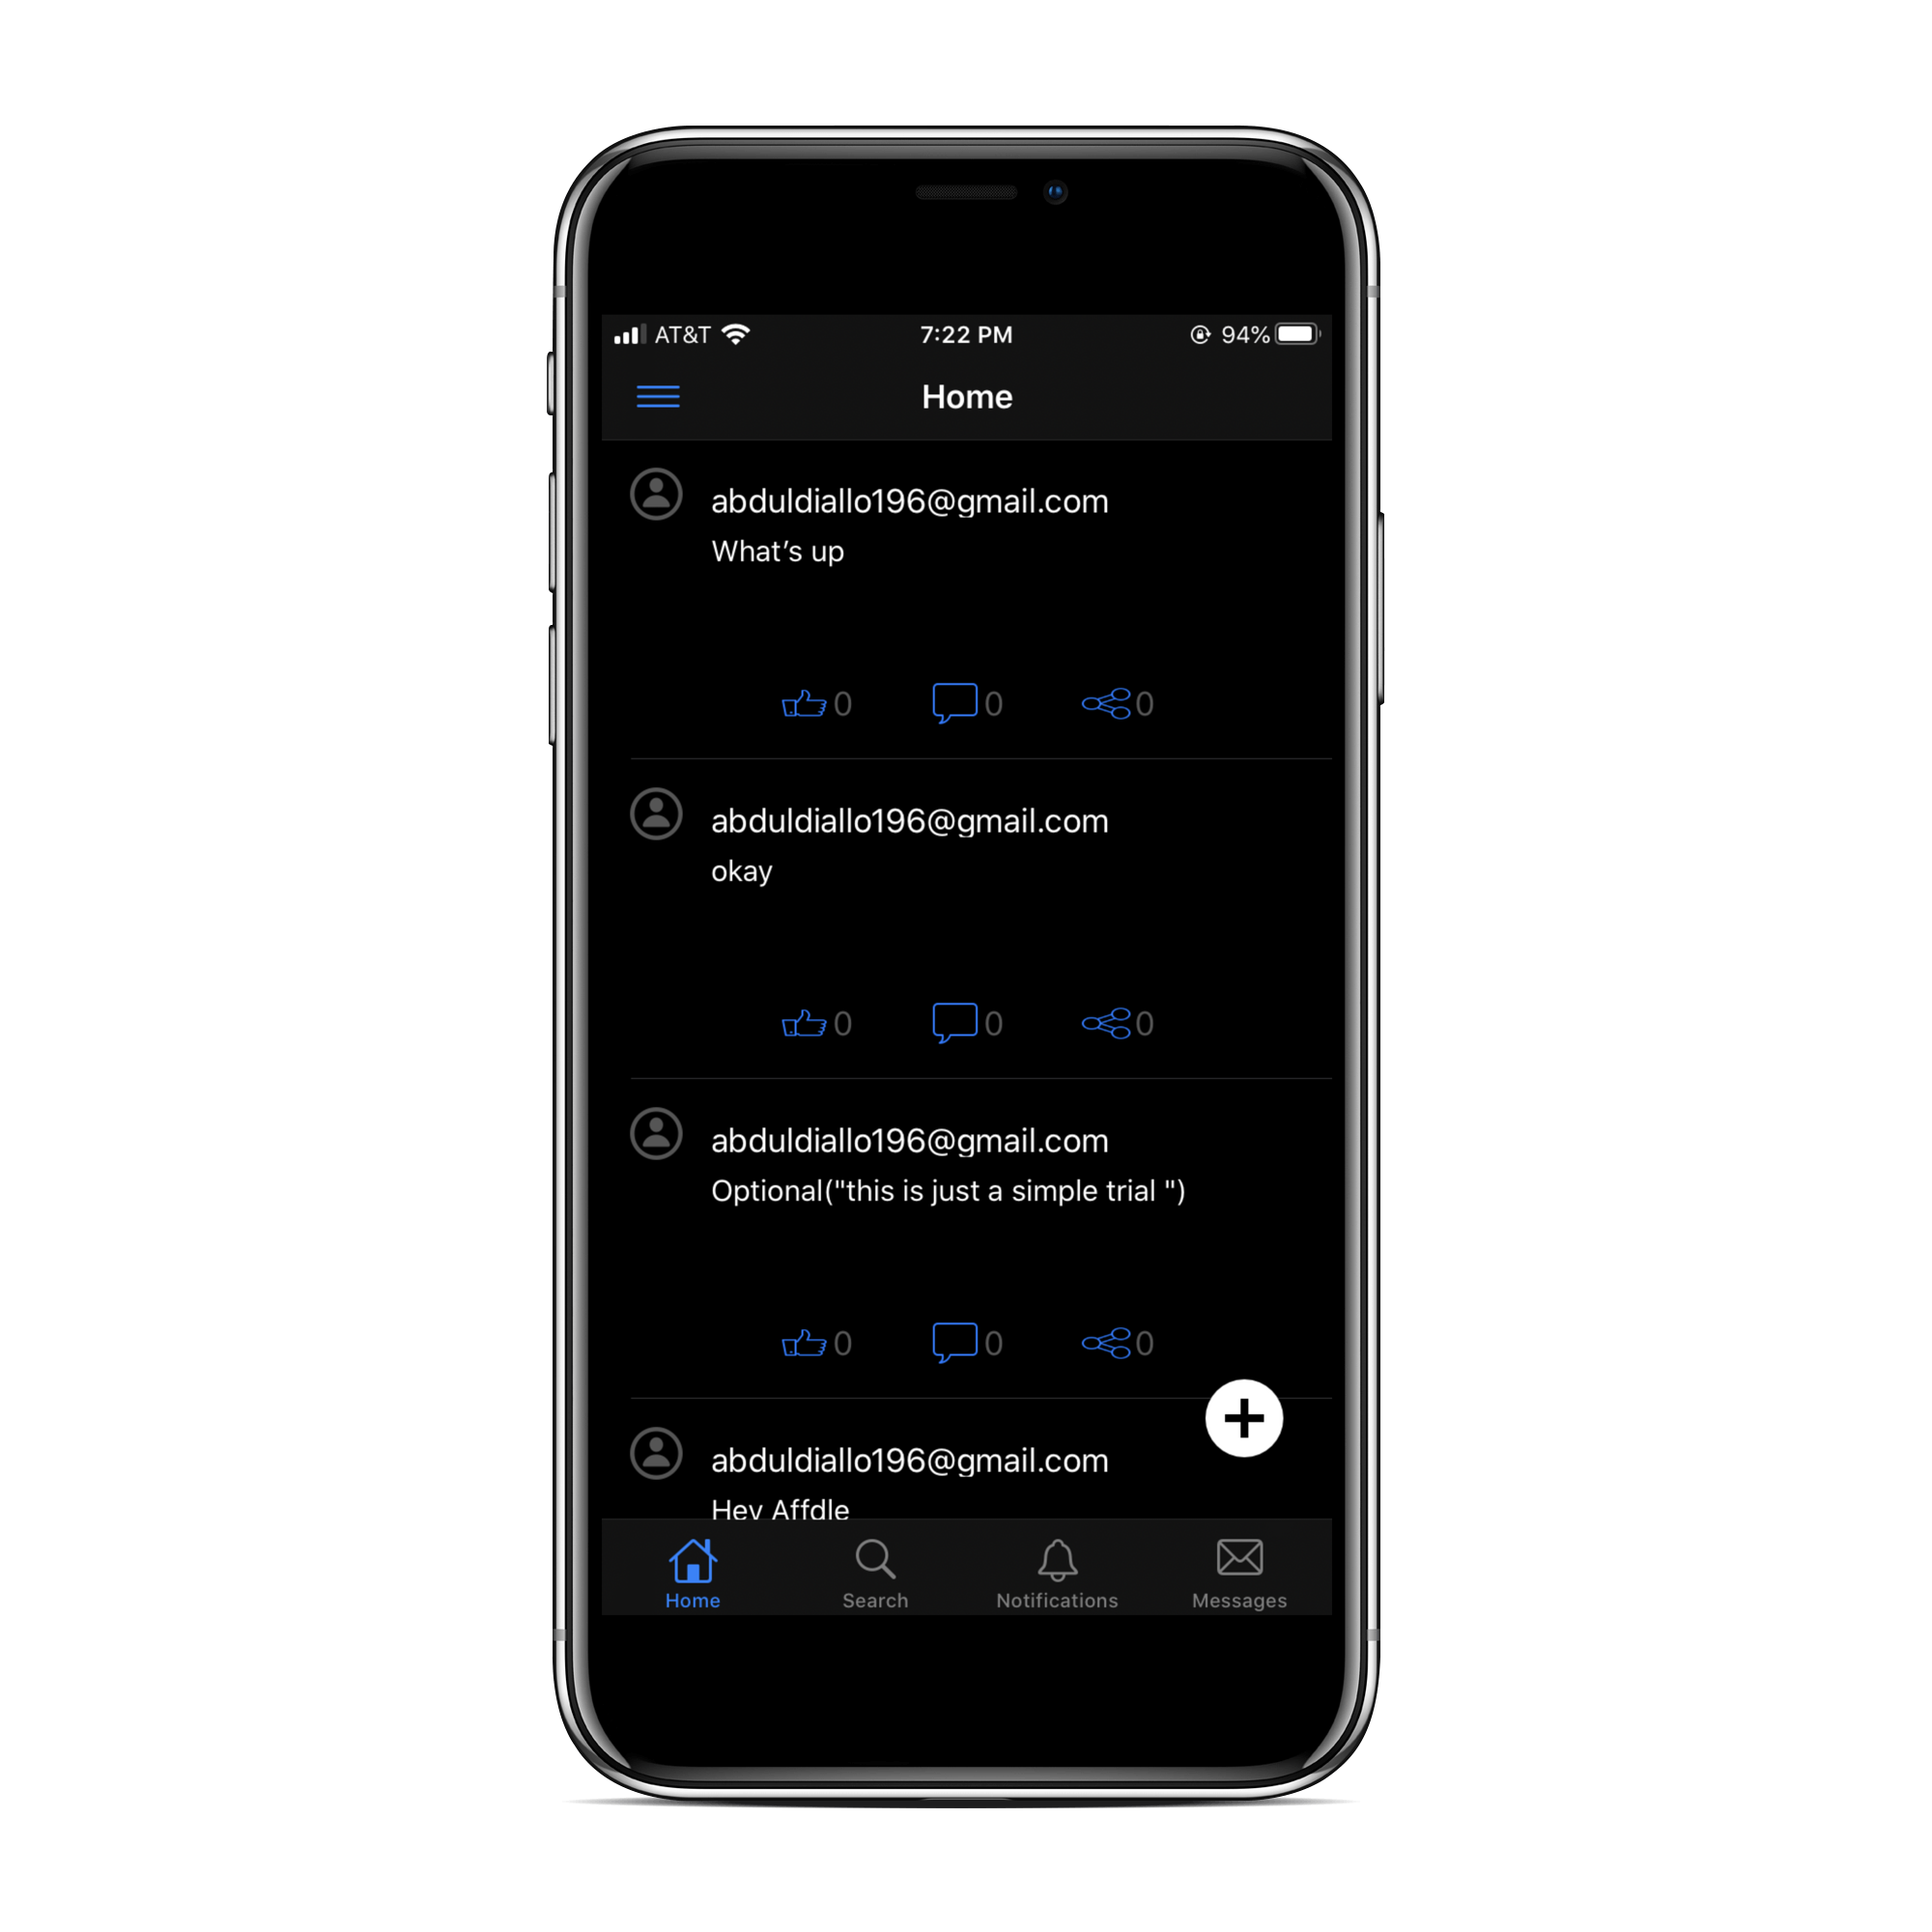 AT&T 7:22 PM 94%
Home
abduldiallo196@gmail.com
What’s up
0 0 0
abduldiallo196@gmail.com
okay
0 0 0
abduldiallo196@gmail.com
Optional("this is just a simple trial ")
0 0 0
abduldiallo196@gmail.com
Hey Affdle
Home Search Notifications Messages